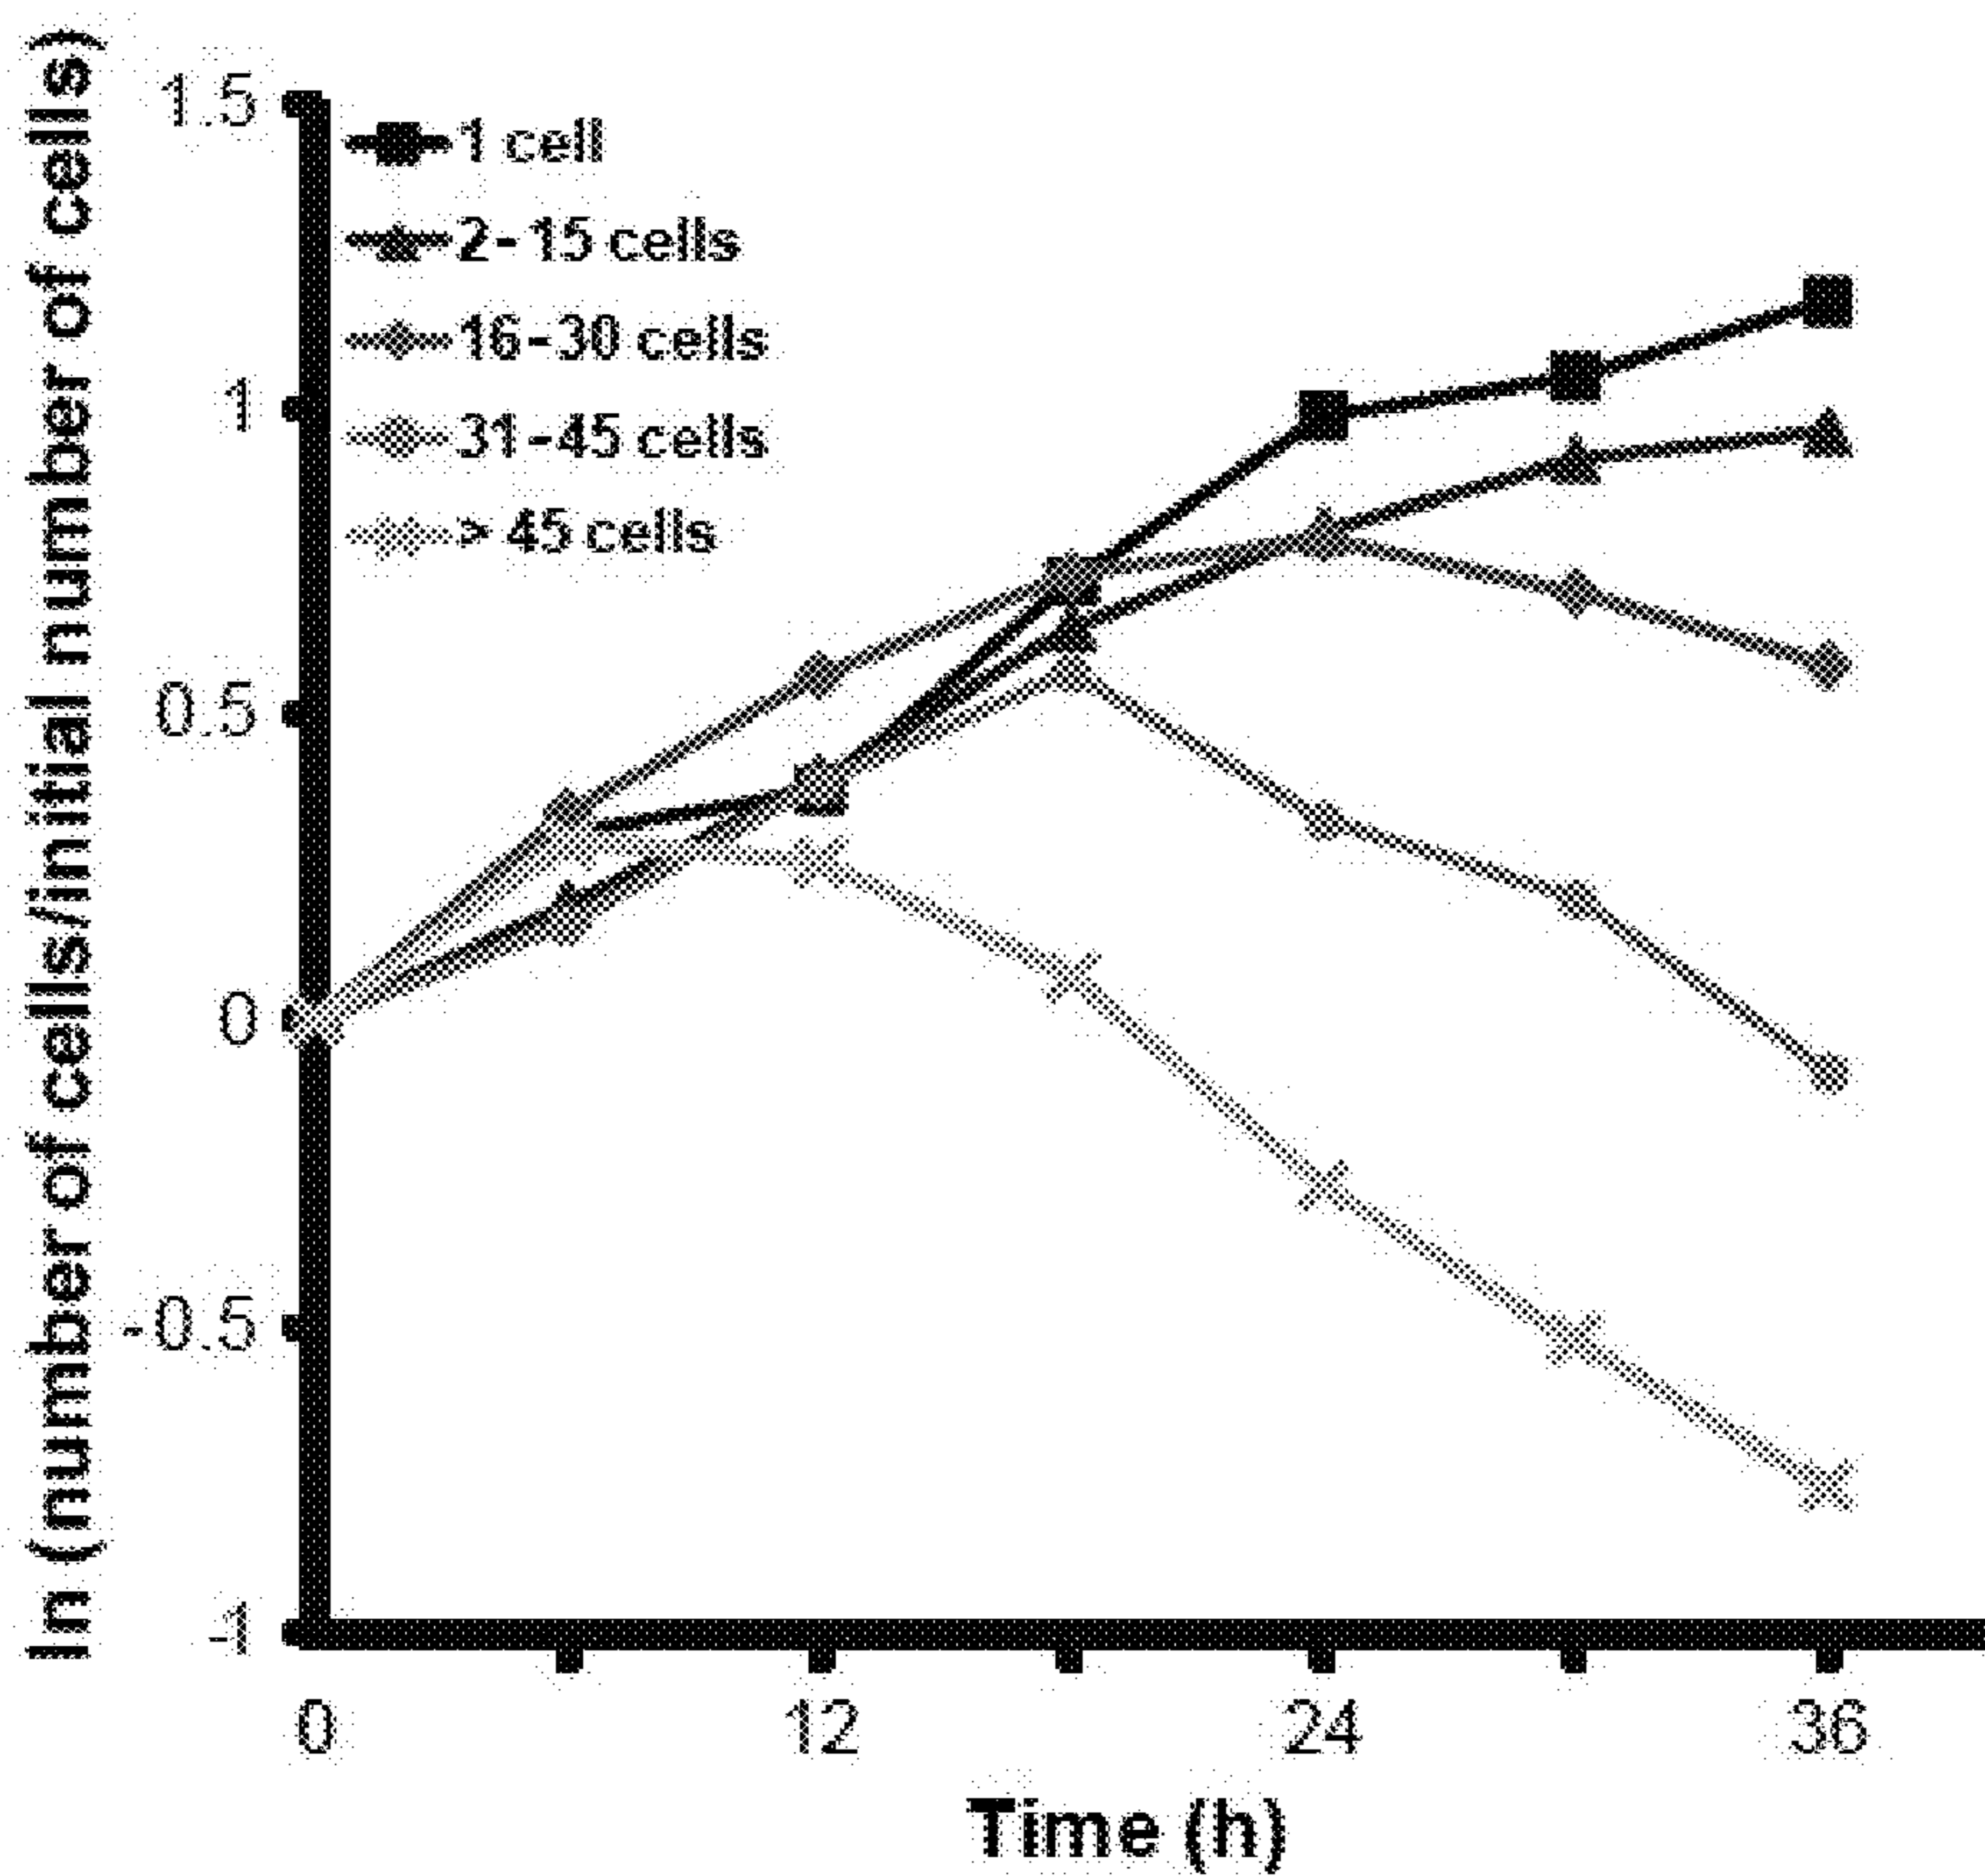 ln (number of cells/initial number of cells)
1.5
1
0.5
0
-0.5
-1
1 cell
2-15 cells
16-30 cells
31-45 cells
> 45 cells
0
12
24
36
Time (h)